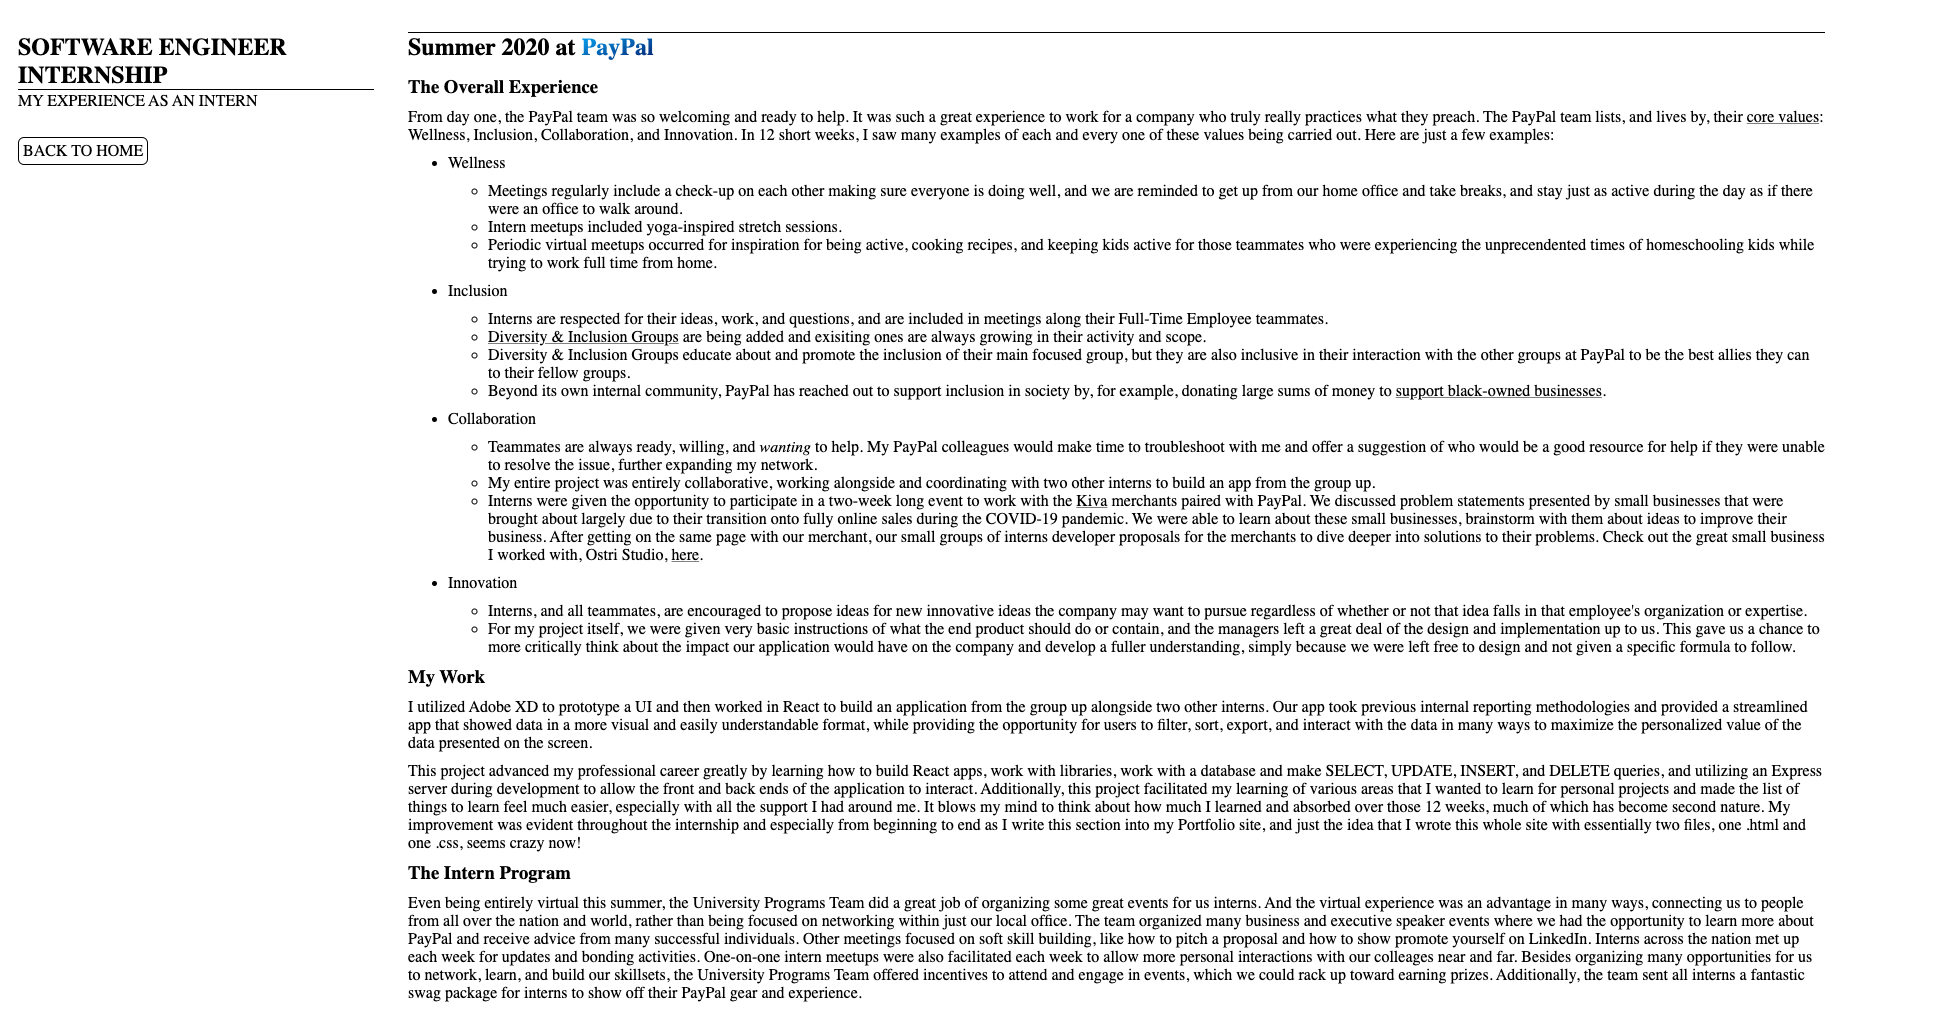 SOFTWARE ENGINEER
INTERNSHIP
MY EXPERIENCE AS AN INTERN
BACK TO HOME
Summer 2020 at PayPal
The Overall Experience
From day one, the PayPal team was so welcoming and ready to help. It was such a great experience to work for a company who truly really practices what they preach. The PayPal team lists, and lives by, their core values:
Wellness, Inclusion, Collaboration, and Innovation. In 12 short weeks, I saw many examples of each and every one of these values being carried out. Here are just a few examples:
• Wellness
◦ Meetings regularly include a check-up on each other making sure everyone is doing well, and we are reminded to get up from our home office and take breaks, and stay just as active during the day as if there
were an office to walk around.
◦ Intern meetups included yoga-inspired stretch sessions.
◦ Periodic virtual meetups occurred for inspiration for being active, cooking recipes, and keeping kids active for those teammates who were experiencing the unprecendented times of homeschooling kids while
trying to work full time from home.
• Inclusion
◦ Interns are respected for their ideas, work, and questions, and are included in meetings along their Full-Time Employee teammates.
◦ Diversity & Inclusion Groups are being added and exisiting ones are always growing in their activity and scope.
◦ Diversity & Inclusion Groups educate about and promote the inclusion of their main focused group, but they are also inclusive in their interaction with the other groups at PayPal to be the best allies they can
to their fellow groups.
◦ Beyond its own internal community, PayPal has reached out to support inclusion in society by, for example, donating large sums of money to support black-owned businesses.
• Collaboration
◦ Teammates are always ready, willing, and wanting to help. My PayPal colleagues would make time to troubleshoot with me and offer a suggestion of who would be a good resource for help if they were unable
to resolve the issue, further expanding my network.
◦ My entire project was entirely collaborative, working alongside and coordinating with two other interns to build an app from the group up.
◦ Interns were given the opportunity to participate in a two-week long event to work with the Kiva merchants paired with PayPal. We discussed problem statements presented by small businesses that were
brought about largely due to their transition onto fully online sales during the COVID-19 pandemic. We were able to learn about these small businesses, brainstorm with them about ideas to improve their
business. After getting on the same page with our merchant, our small groups of interns developer proposals for the merchants to dive deeper into solutions to their problems. Check out the great small business
I worked with, Ostri Studio, here.
• Innovation
◦ Interns, and all teammates, are encouraged to propose ideas for new innovative ideas the company may want to pursue regardless of whether or not that idea falls in that employee's organization or expertise.
◦ For my project itself, we were given very basic instructions of what the end product should do or contain, and the managers left a great deal of the design and implementation up to us. This gave us a chance to
more critically think about the impact our application would have on the company and develop a fuller understanding, simply because we were left free to design and not given a specific formula to follow.
My Work
I utilized Adobe XD to prototype a UI and then worked in React to build an application from the group up alongside two other interns. Our app took previous internal reporting methodologies and provided a streamlined
app that showed data in a more visual and easily understandable format, while providing the opportunity for users to filter, sort, export, and interact with the data in many ways to maximize the personalized value of the
data presented on the screen.
This project advanced my professional career greatly by learning how to build React apps, work with libraries, work with a database and make SELECT, UPDATE, INSERT, and DELETE queries, and utilizing an Express
server during development to allow the front and back ends of the application to interact. Additionally, this project facilitated my learning of various areas that I wanted to learn for personal projects and made the list of
things to learn feel much easier, especially with all the support I had around me. It blows my mind to think about how much I learned and absorbed over those 12 weeks, much of which has become second nature. My
improvement was evident throughout the internship and especially from beginning to end as I write this section into my Portfolio site, and just the idea that I wrote this whole site with essentially two files, one .html and
one .css, seems crazy now!
The Intern Program
Even being entirely virtual this summer, the University Programs Team did a great job of organizing some great events for us interns. And the virtual experience was an advantage in many ways, connecting us to people
from all over the nation and world, rather than being focused on networking within just our local office. The team organized many business and executive speaker events where we had the opportunity to learn more about
PayPal and receive advice from many successful individuals. Other meetings focused on soft skill building, like how to pitch a proposal and how to show promote yourself on LinkedIn. Interns across the nation met up
each week for updates and bonding activities. One-on-one intern meetups were also facilitated each week to allow more personal interactions with our colleages near and far. Besides organizing many opportunities for us
to network, learn, and build our skillsets, the University Programs Team offered incentives to attend and engage in events, which we could rack up toward earning prizes. Additionally, the team sent all interns a fantastic
swag package for interns to show off their PayPal gear and experience.